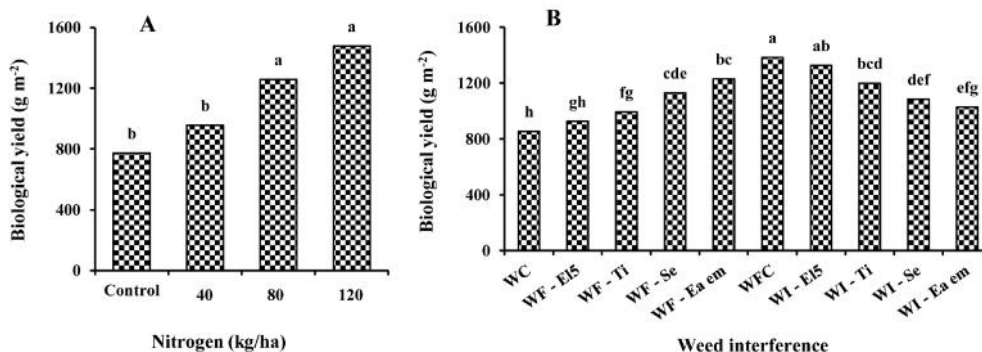 A
Biological yield (g m⁻²)
1600
1200
800
400
0
b
b
a
a
Control
40
80
120
Nitrogen (kg/ha)
B
Biological yield (g m⁻²)
1600
1200
800
400
0
h
gh
fg
cde
bc
a
ab
bcd
def
efg
WC
WF - El5
WF - Ti
WF - Se
WF - Ea em
WFC
WI - El5
WI - Ti
WI - Se
WI - Ea em
Weed interference